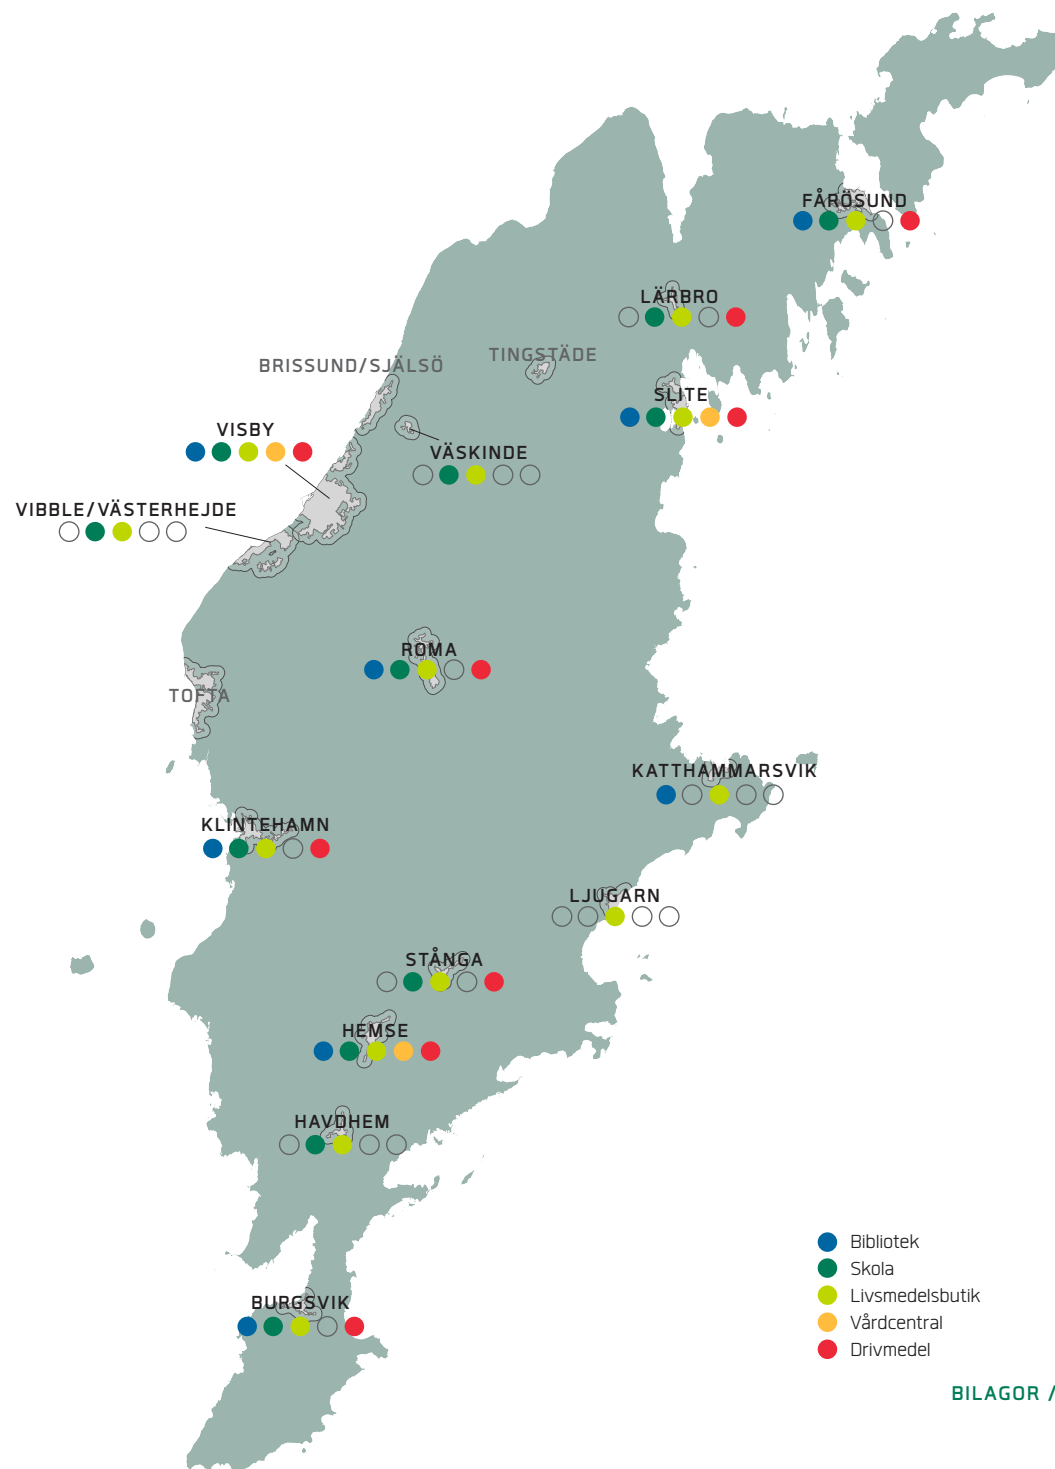 FÅRÖSUND
LÄRBRO
TINGSTÄDE
BRISSUND/SJÄLSÖ
SLITE
VISBY
VÄSKINDE
VIBBLE/VÄSTERHEJDE
ROMA
TOFTA
KATTHAMMARSVIK
KLINTEHAMN
LJUGARN
STÅNGA
HEMSE
HAVDHEM
BURGSVIK
Bibliotek
Skola
Livsmedelsbutik
Vårdcentral
Drivmedel
BILAGOR /